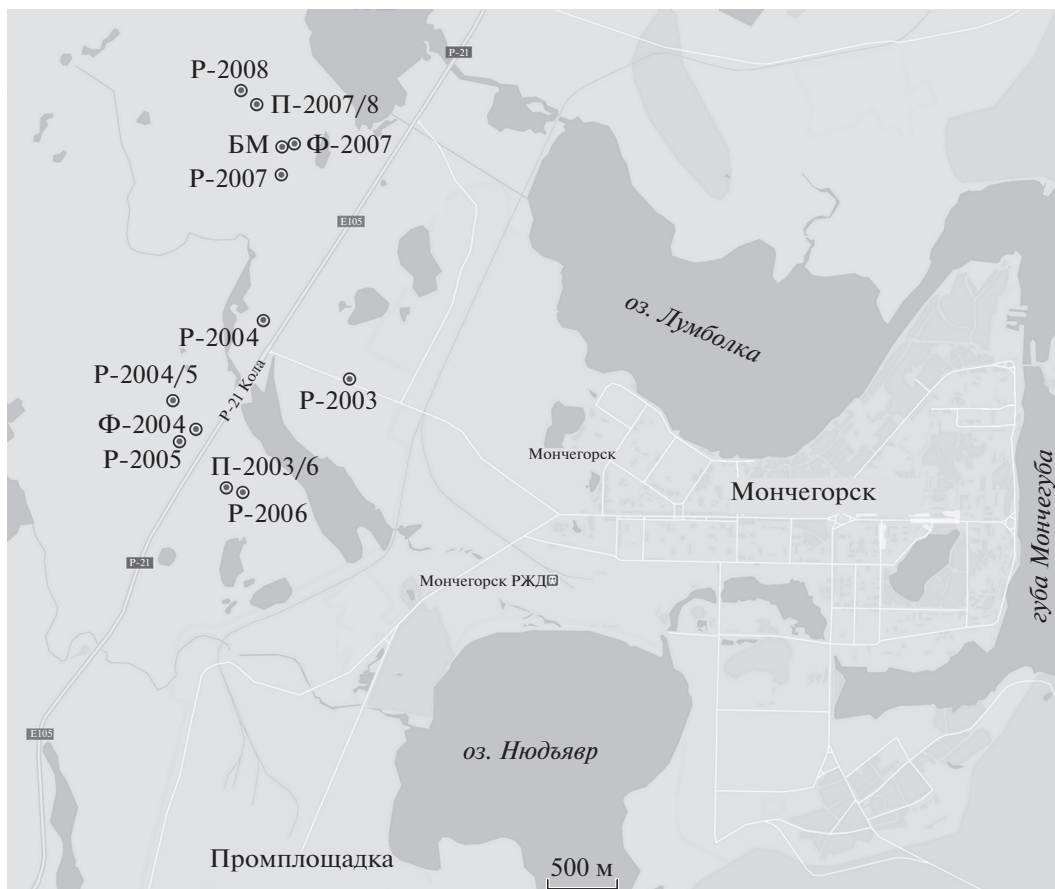 Р-21
Р-2008
П-2007/8
БМ
Ф-2007
Р-2007
E105
оз. Лумболка
Р-2004
Р-21 Кола
Р-2004/5
Р-2003
Ф-2004
Р-2005
Мончегорск
П-2003/6
Мончегорск
Р-2006
губа Мончегуба
Р-21
Мончегорск РЖД
E105
оз. Нюдъявр
Промплощадка
500 м